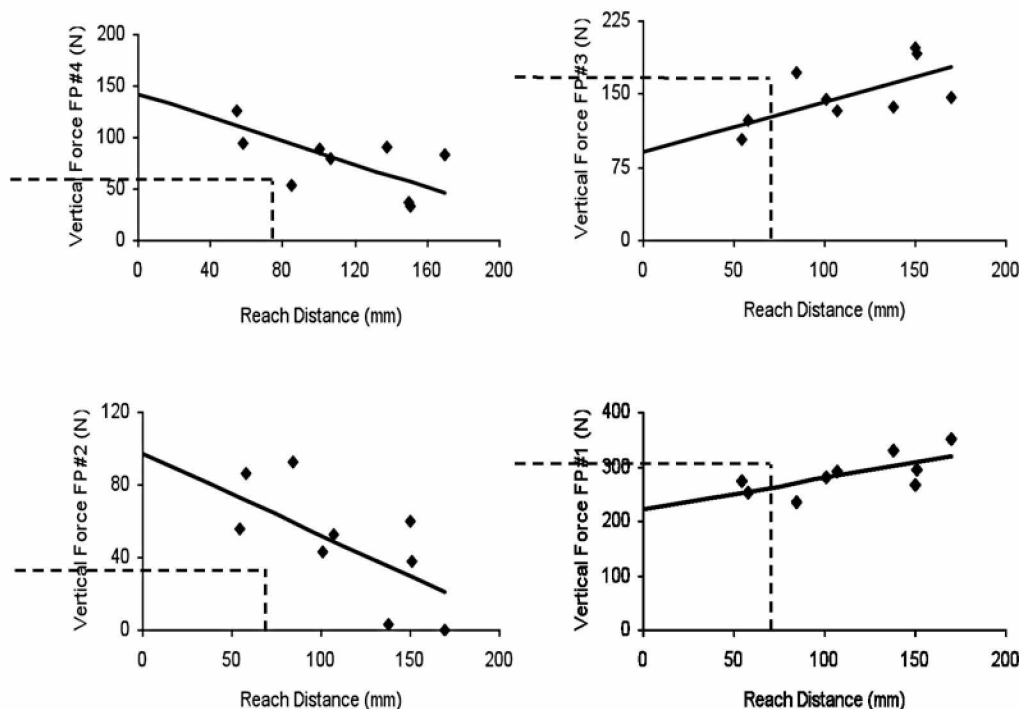 Vertical Force FP#4 (N)
200
150
100
50
0
0 40 80 120 160 200
Reach Distance (mm)
Vertical Force FP#3 (N)
225
150
75
0
0 50 100 150 200
Reach Distance (mm)
Vertical Force FP#2 (N)
120
80
40
0
0 50 100 150 200
Reach Distance (mm)
Vertical Force FP#1 (N)
400
300
200
100
0
0 50 100 150 200
Reach Distance (mm)